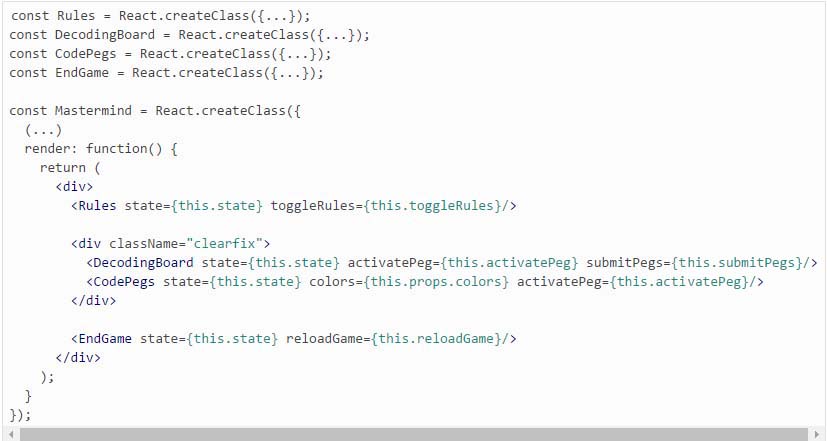 const Rules = React.createClass({...});
const DecodingBoard = React.createClass({...});
const CodePegs = React.createClass({...});
const EndGame = React.createClass({...});

const Mastermind = React.createClass({
  (...)
  render: function() {
    return (
      <div>
        <Rules state={this.state} toggleRules={this.toggleRules}/>

        <div className="clearfix">
          <DecodingBoard state={this.state} activatePeg={this.activatePeg} submitPegs={this.submitPegs}/>
          <CodePegs state={this.state} colors={this.props.colors} activatePeg={this.activatePeg}/>
        </div>

        <EndGame state={this.state} reloadGame={this.reloadGame}/>
      </div>
    );
  }
});